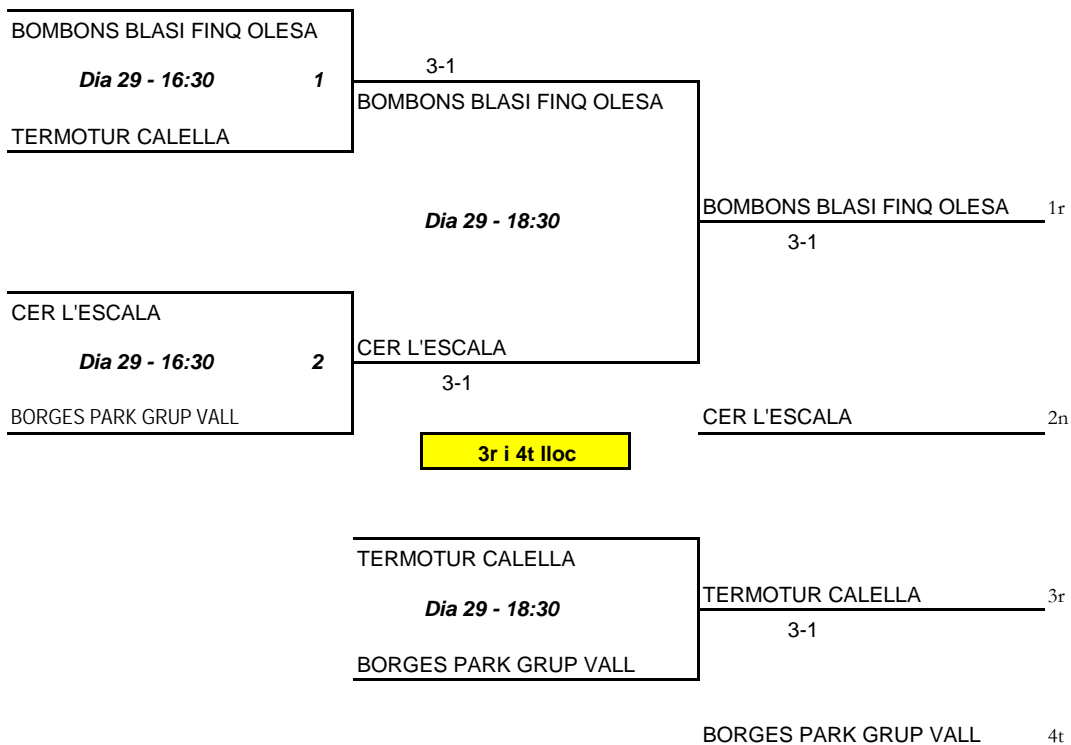 BOMBONS BLASI FINQ OLESA
Dia 29 - 16:30 1
3-1
BOMBONS BLASI FINQ OLESA
TERMOTUR CALELLA
Dia 29 - 18:30
BOMBONS BLASI FINQ OLESA 1r
3-1
CER L'ESCALA
Dia 29 - 16:30 2
CER L'ESCALA
3-1
BORGES PARK GRUP VALL
CER L'ESCALA 2n
3r i 4t lloc
TERMOTUR CALELLA
Dia 29 - 18:30
TERMOTUR CALELLA 3r
3-1
BORGES PARK GRUP VALL
BORGES PARK GRUP VALL 4t